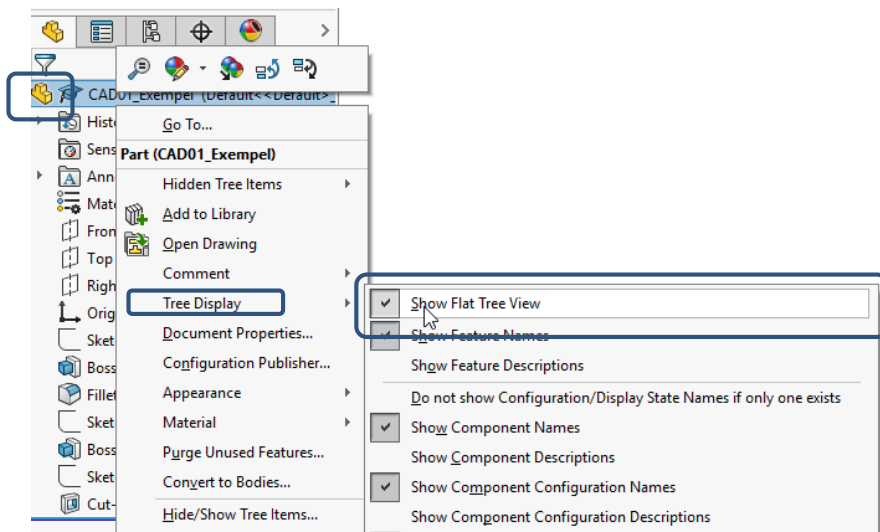 CAD01_Exempel (Default<<Default>_
Hist
Sens
Ann
Mat
Fron
Top
Righ
Orig
Sket
Boss
Fillet
Sket
Boss
Sket
Cut-
Go To...
Part (CAD01_Exempel)
Hidden Tree Items
Add to Library
Open Drawing
Comment
Tree Display
Document Properties...
Configuration Publisher...
Appearance
Material
Purge Unused Features...
Convert to Bodies...
Hide/Show Tree Items...
Show Flat Tree View
Show Feature Names
Show Feature Descriptions
Do not show Configuration/Display State Names if only one exists
Show Component Names
Show Component Descriptions
Show Component Configuration Names
Show Component Configuration Descriptions